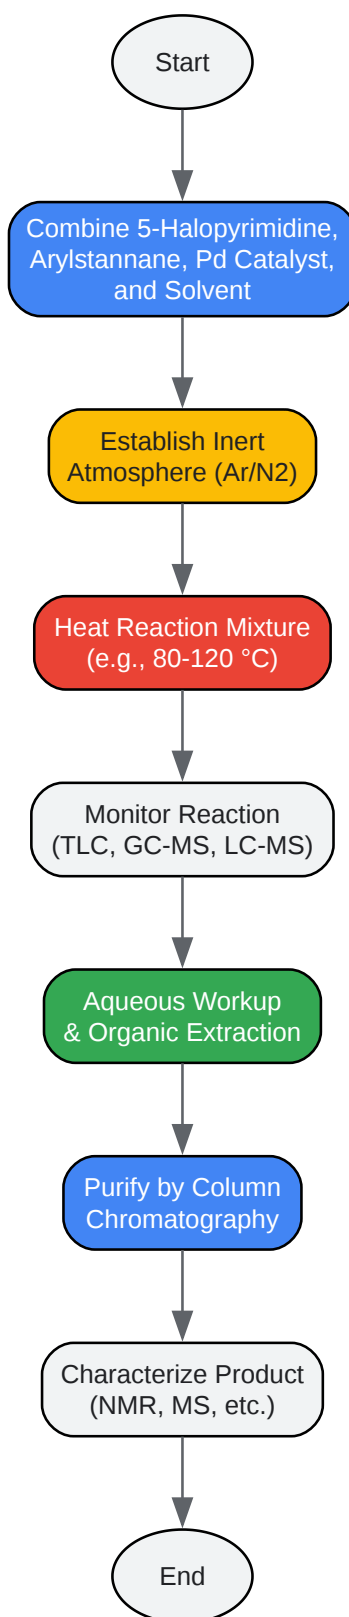 Start
Combine 5-Halopyrimidine,
Arylstannane, Pd Catalyst,
and Solvent
Establish Inert
Atmosphere (Ar/N2)
Heat Reaction Mixture
(e.g., 80-120 °C)
Monitor Reaction
(TLC, GC-MS, LC-MS)
Aqueous Workup
& Organic Extraction
Purify by Column
Chromatography
Characterize Product
(NMR, MS, etc.)
End